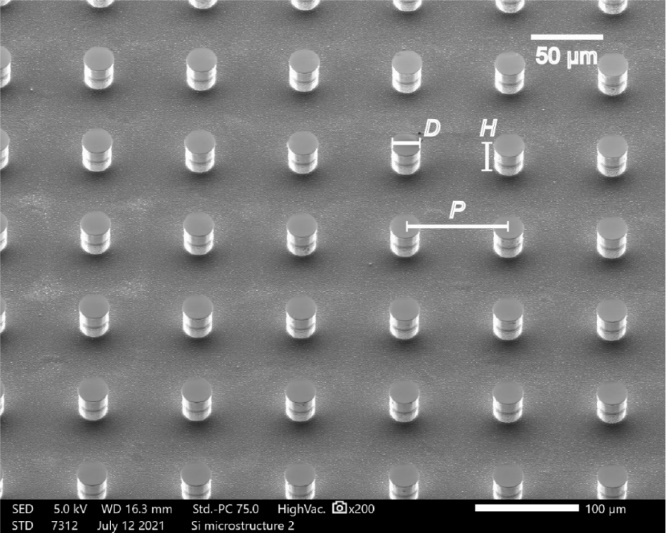 50 μm
D
H
P
SED 5.0 kV WD 16.3 mm Std.-PC 75.0 HighVac. x200 100 μm
STD 7312 July 12 2021 Si microstructure 2